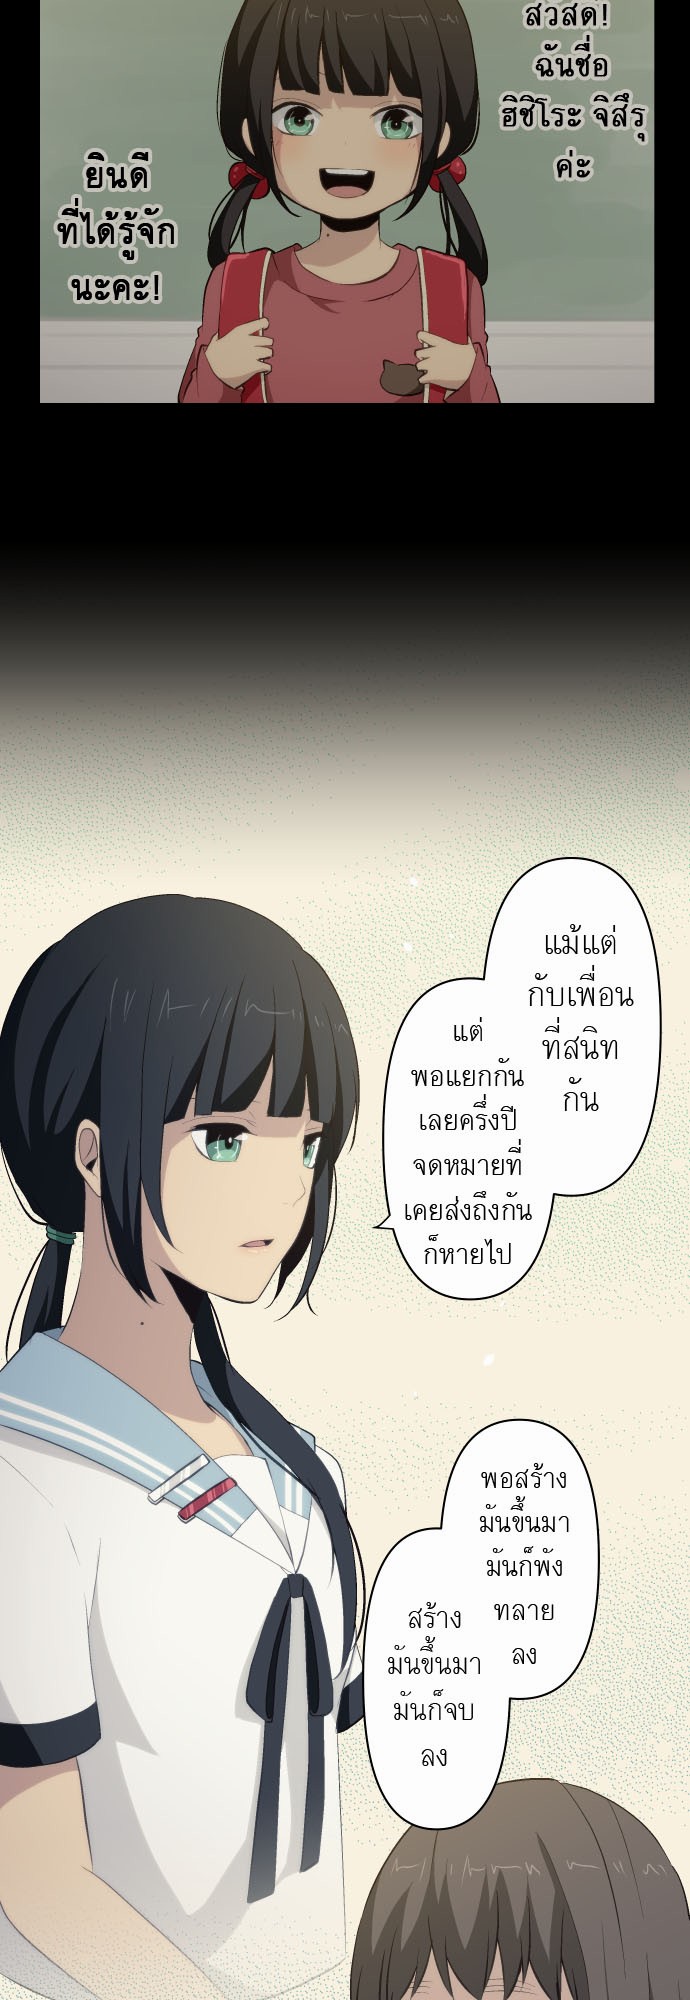 สวัสดี!
ฉันชื่อ
ฮิชิโระ จิสึรุ
ค่ะ
ยินดี
ที่ได้รู้จัก
นะคะ!
แม้แต่
กับเพื่อน
ที่สนิท
กัน
แต่
พอแยกกัน
เลยครึ่งปี
จดหมายที่
เคยส่งถึงกัน
ก็หายไป
พอสร้าง
มันขึ้นมา
มันก็พัง
ทลาย
ลง
สร้าง
มันขึ้นมา
มันก็จบ
ลง